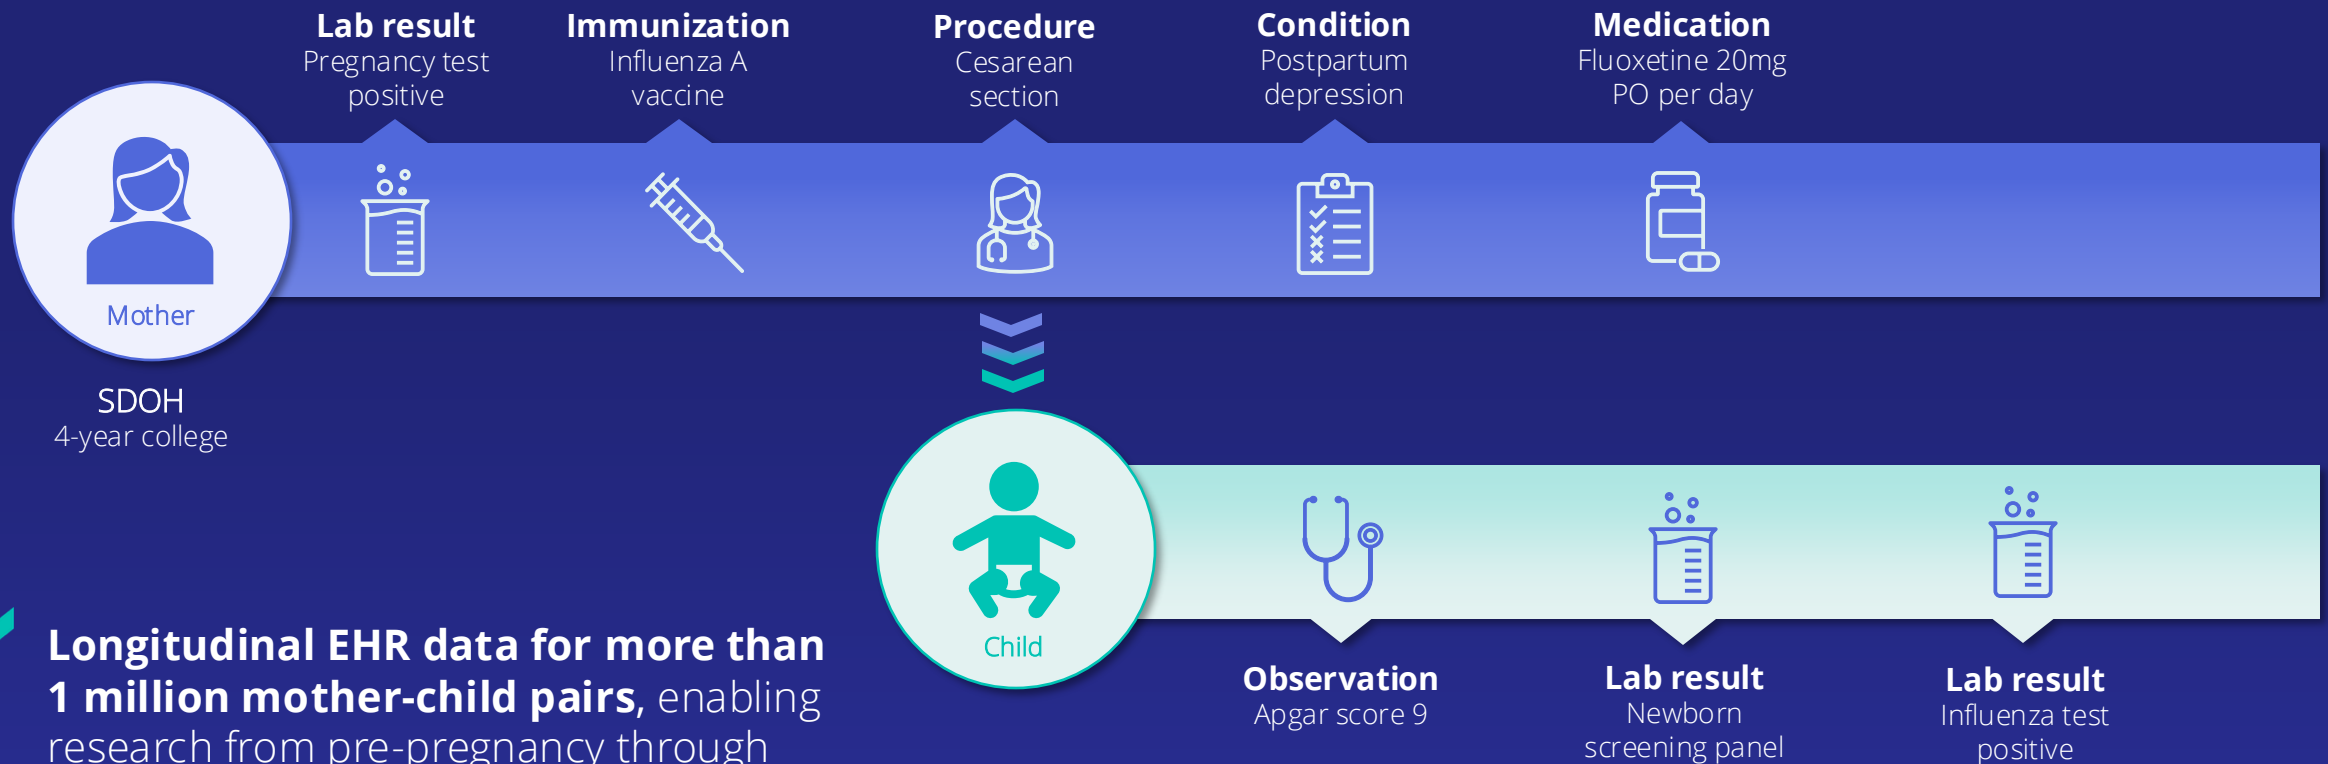 Lab result
Pregnancy test
positive
Immunization
Influenza A
vaccine
Procedure
Cesarean
section
Condition
Postpartum
depression
Medication
Fluoxetine 20mg
PO per day
Mother
SDOH
4-year college
Child
Observation
Apgar score 9
Lab result
Newborn
screening panel
Lab result
Influenza test
positive
Longitudinal EHR data for more than
1 million mother-child pairs, enabling
research from pre-pregnancy through